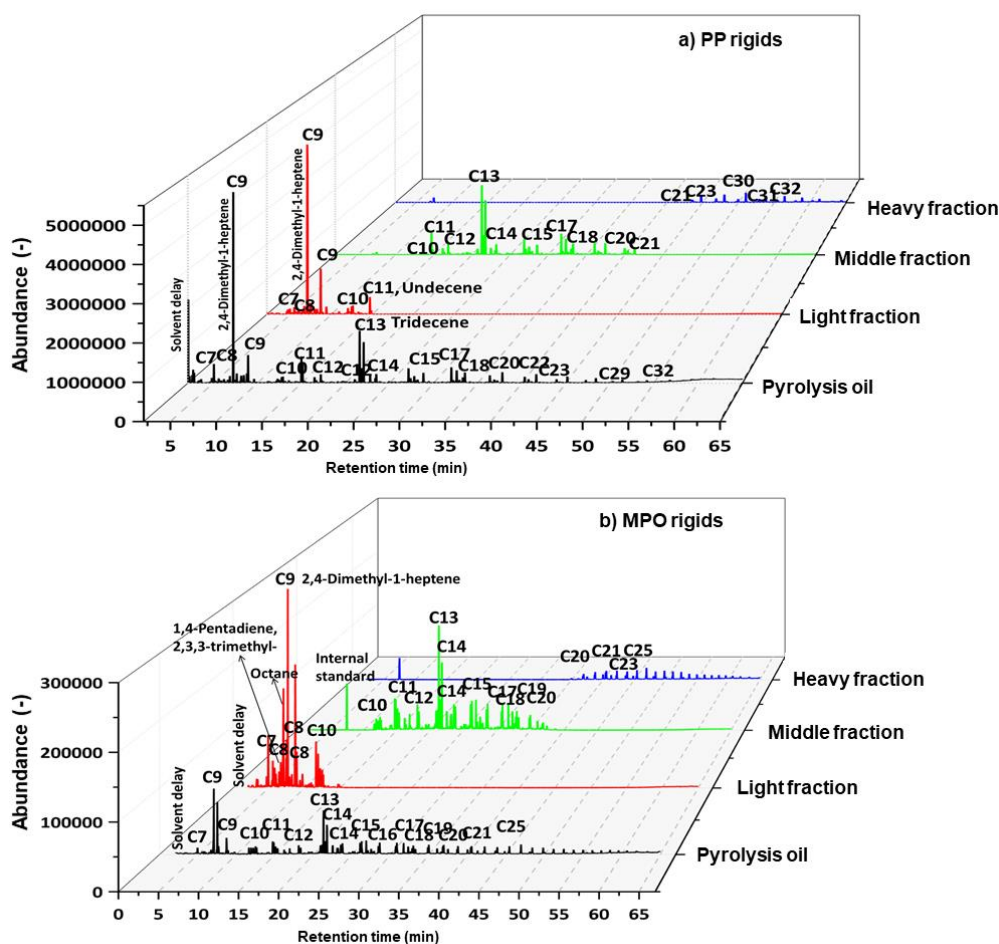 a) PP rigids
C9
C9
2,4-Dimethyl-1-heptene
C13
C30
C21 C23 C31 C32
Heavy fraction
5000000
Solvent delay
2,4-Dimethyl-1-heptene
C9
C11
C10 C12 C14 C15 C17 C18 C20 C21
Middle fraction
4000000
C7 C8 C10 C11, Undecene
Light fraction
3000000
C13 Tridecene
2000000
C7 C8 C9 C10 C11 C12 C14 C15 C17 C18 C20 C22 C23 C29 C32
Pyrolysis oil
1000000
0
Abundance (-)
5 10 15 20 25 30 35 40 45 50 55 60 65
Retention time (min)
b) MPO rigids
C9 2,4-Dimethyl-1-heptene
1,4-Pentadiene,
2,3,3-trimethyl-
C13
C14
Octane
Internal
standard
C20 C21 C25
C23
Heavy fraction
300000
Solvent delay
C7 C8 C8 C8 C10
C10 C11 C12 C14 C15 C17 C18 C19 C20
Middle fraction
200000
Light fraction
Solvent delay
C9
C13
C14
100000
C7 C9 C10 C11 C12 C14 C15 C16 C17 C18 C19 C20 C21 C25
Pyrolysis oil
0
Abundance (-)
0 5 10 15 20 25 30 35 40 45 50 55 60 65
Retention time (min)